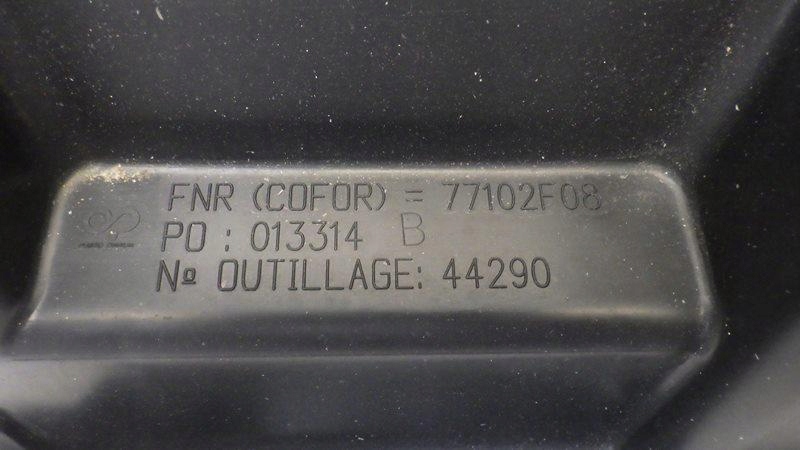 FNR (COFOR) = 77102F08
PO : 013314 B
Nº OUTILLAGE: 44290